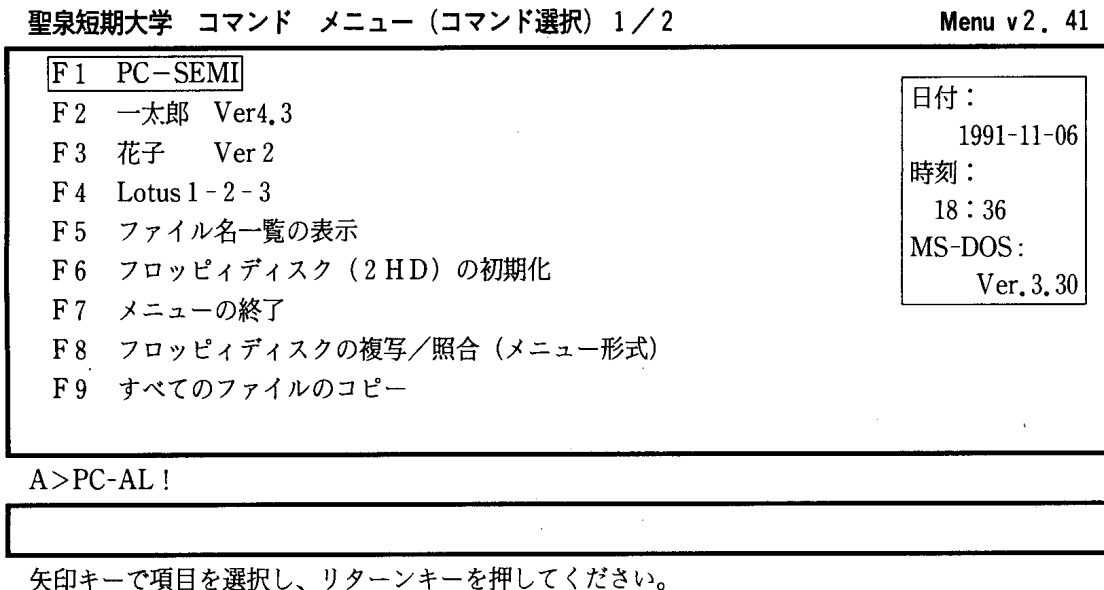 聖泉短期大学 コマンド メニュー(コマンド選択) 1/2 Menu v2. 41
F1 PC-SEMI
F2 一太郎 Ver4.3
F3 花子 Ver 2
F4 Lotus 1-2-3
F5 ファイル名一覧の表示
F6 フロッピィディスク(2HD)の初期化
F7 メニューの終了
F8 フロッピィディスクの複写/照合(メニュー形式)
F9 すべてのファイルのコピー
日付:
1991-11-06
時刻:
18:36
MS-DOS:
Ver.3.30
A>PC-AL!
矢印キーで項目を選択し、リターンキーを押してください。